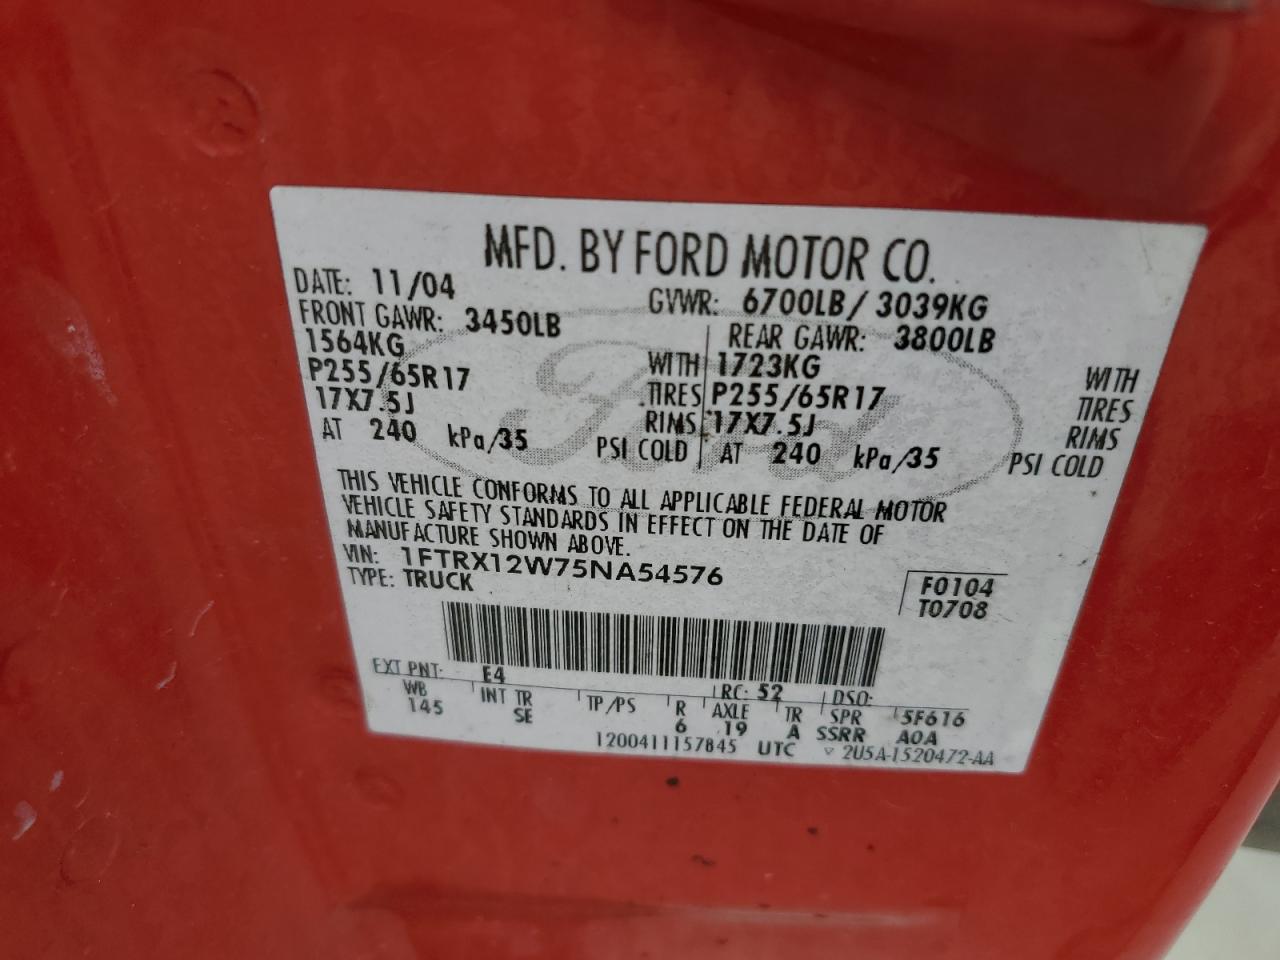 MFD. BY FORD MOTOR CO.
DATE: 11/04 GVWR: 6700LB/ 3039KG
FRONT GAWR: 3450LB REAR GAWR: 3800LB
1564KG WITH 1723KG WITH
P255/65R17 TIRES P255/65R17 TIRES
17X7.5J RIMS 17X7.5J RIMS
AT 240 kPa/35 PSI COLD AT 240 kPa/35 PSI COLD
Ford
THIS VEHICLE CONFORMS TO ALL APPLICABLE FEDERAL MOTOR
VEHICLE SAFETY STANDARDS IN EFFECT ON THE DATE OF
MANUFACTURE SHOWN ABOVE.
VIN: 1FTRX12W75NA54576
TYPE: TRUCK
F0104
T0708
EXT PNT: E4 RC: 52 DSO:
WB INT TR TP/PS R AXLE TR SPR 5F616
145 SE 6 19 A SSRR A0A
1200411157845 UTC ▽ 2U5A-1520472-AA